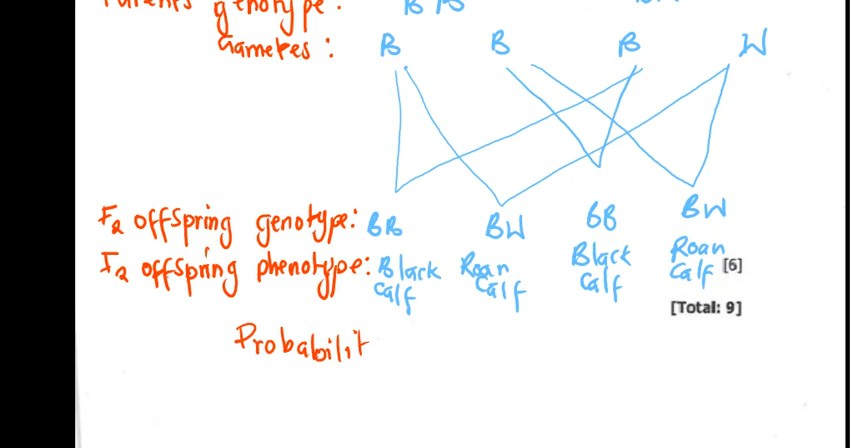 Parents genotype:
Gametes: B B B W
F2 offspring genotype: BB BW BB BW
F2 offspring phenotype: Black Calf Roan Calf Black Calf Roan Calf [6]
[Total: 9]
Probabilit